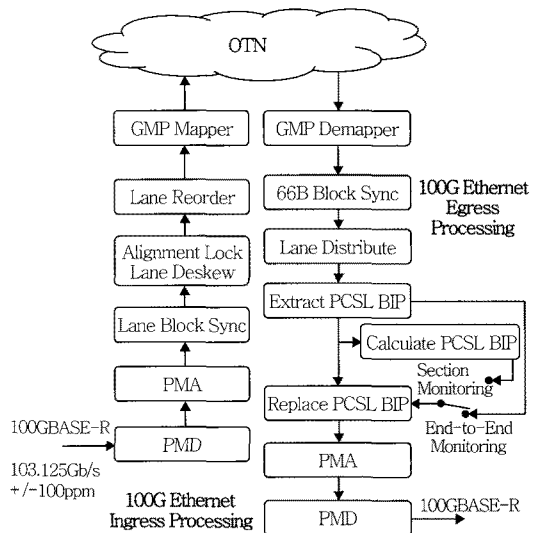 OTN
GMP Mapper
Lane Reorder
Alignment Lock
Lane Deskew
Lane Block Sync
PMA
PMD
100GBASE-R
103.125Gb/s
+/-100ppm
100G Ethernet
Ingress Processing
GMP Demapper
66B Block Sync
100G Ethernet
Egress
Processing
Lane Distribute
Extract PCSL BIP
Calculate PCSL BIP
Section
Monitoring
Replace PCSL BIP
End-to-End
Monitoring
PMA
PMD
100GBASE-R